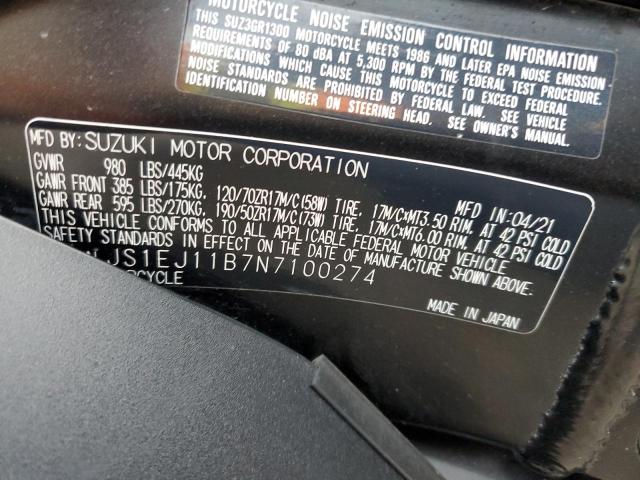 MOTORCYCLE NOISE EMISSION CONTROL INFORMATION
THIS SUZ3GR1300 MOTORCYCLE MEETS 1986 AND LATER EPA NOISE EMISSION
REQUIREMENTS OF 80 dBA AT 5,300 RPM BY THE FEDERAL TEST PROCEDURE.
MODIFICATIONS WHICH CAUSE THIS MOTORCYCLE TO EXCEED FEDERAL
NOISE STANDARDS ARE PROHIBITED BY FEDERAL LAW. SEE VEHICLE
IDENTIFICATION NUMBER ON STEERING HEAD. SEE OWNER'S MANUAL.
MFD BY:SUZUKI MOTOR CORPORATION
GVWR 980 LBS/445KG MFD IN:04/21
GAWR FRONT 385 LBS/175KG, 120/70ZR17M/C(58W) TIRE, 17M/C×MT3.50 RIM, AT 42 PSI COLD
GAWR REAR 595 LBS/270KG, 190/50ZR17M/C(73W) TIRE, 17M/C×MT6.00 RIM, AT 42 PSI COLD
THIS VEHICLE CONFORMS TO ALL APPLICABLE FEDERAL MOTOR VEHICLE
SAFETY STANDARDS IN EFFECT ON THE DATE OF MANUFACTURE SHOWN ABOVE.
JS1EJ11B7N7100274
MADE IN JAPAN